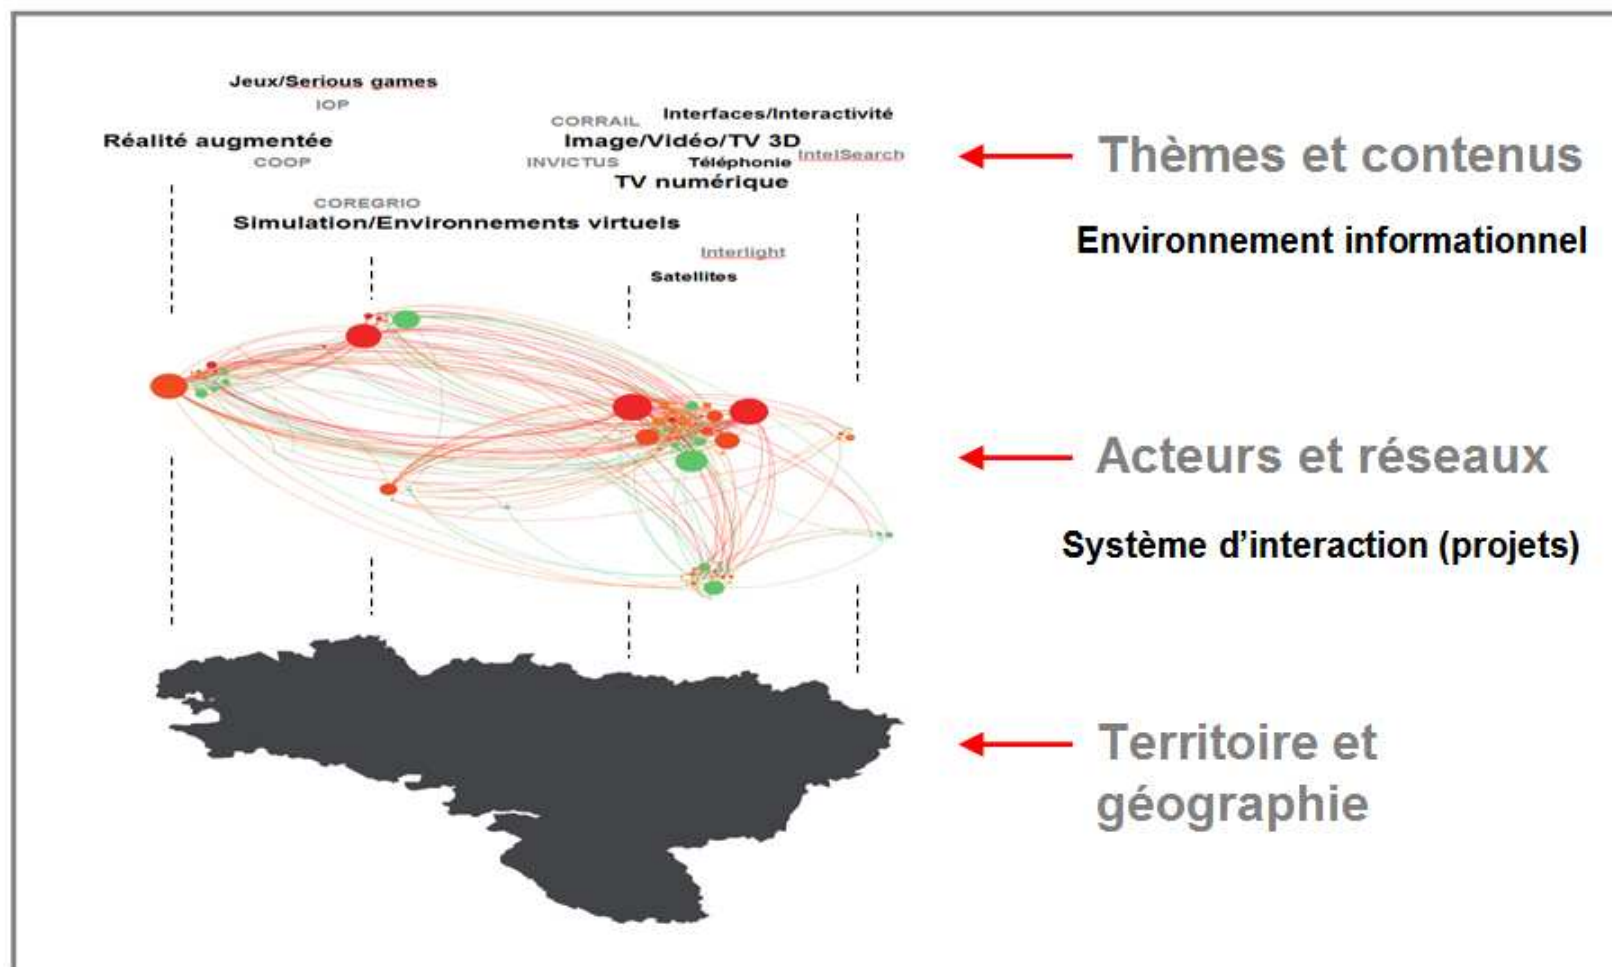 Jeux/Serious games
IOP
Réalité augmentée
COOP
CORRAIL
Interfaces/Interactivité
Image/Vidéo/TV 3D
INVICTUS
Téléphonie
IntelSearch
TV numérique
COREGRIO
Simulation/Environnements virtuels
Interlight
Satellites
Thèmes et contenus
Environnement informationnel
Acteurs et réseaux
Système d’interaction (projets)
Territoire et
géographie